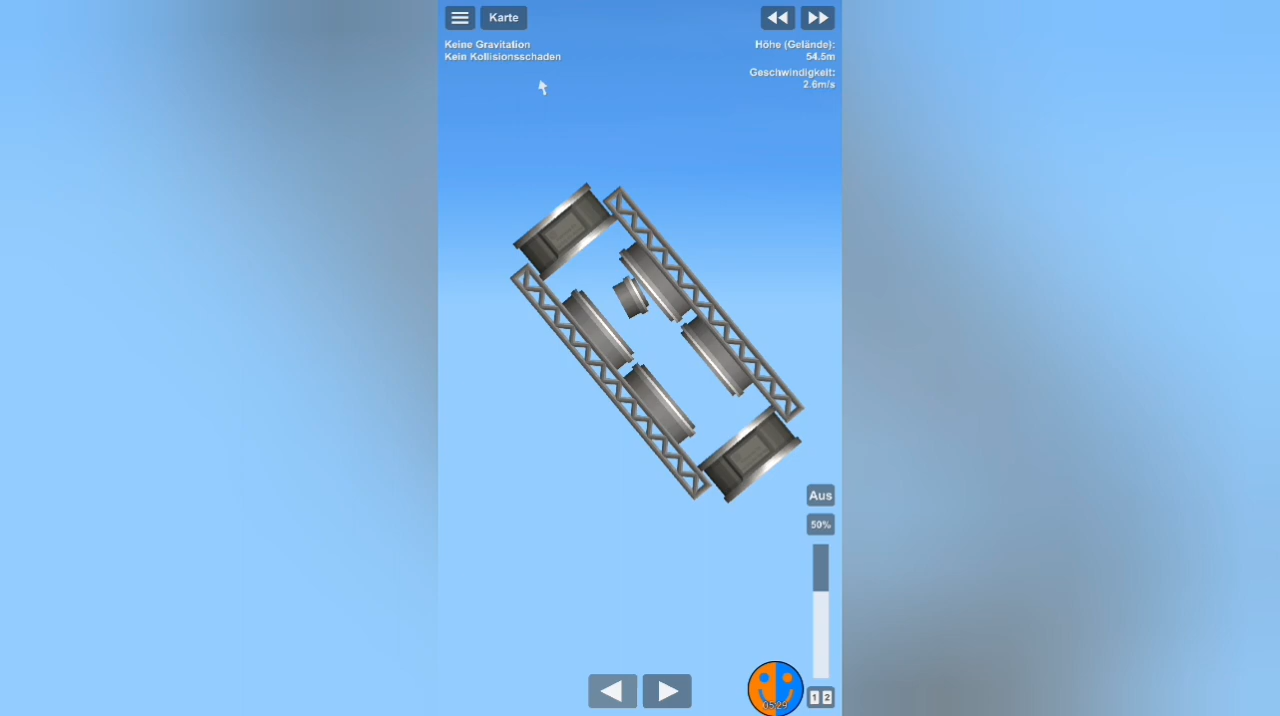 Karte
Keine Gravitation
Kein Kollisionsschaden
Höhe (Gelände):
54.5m
Geschwindigkeit:
2.6m/s
Aus
50%
1 2